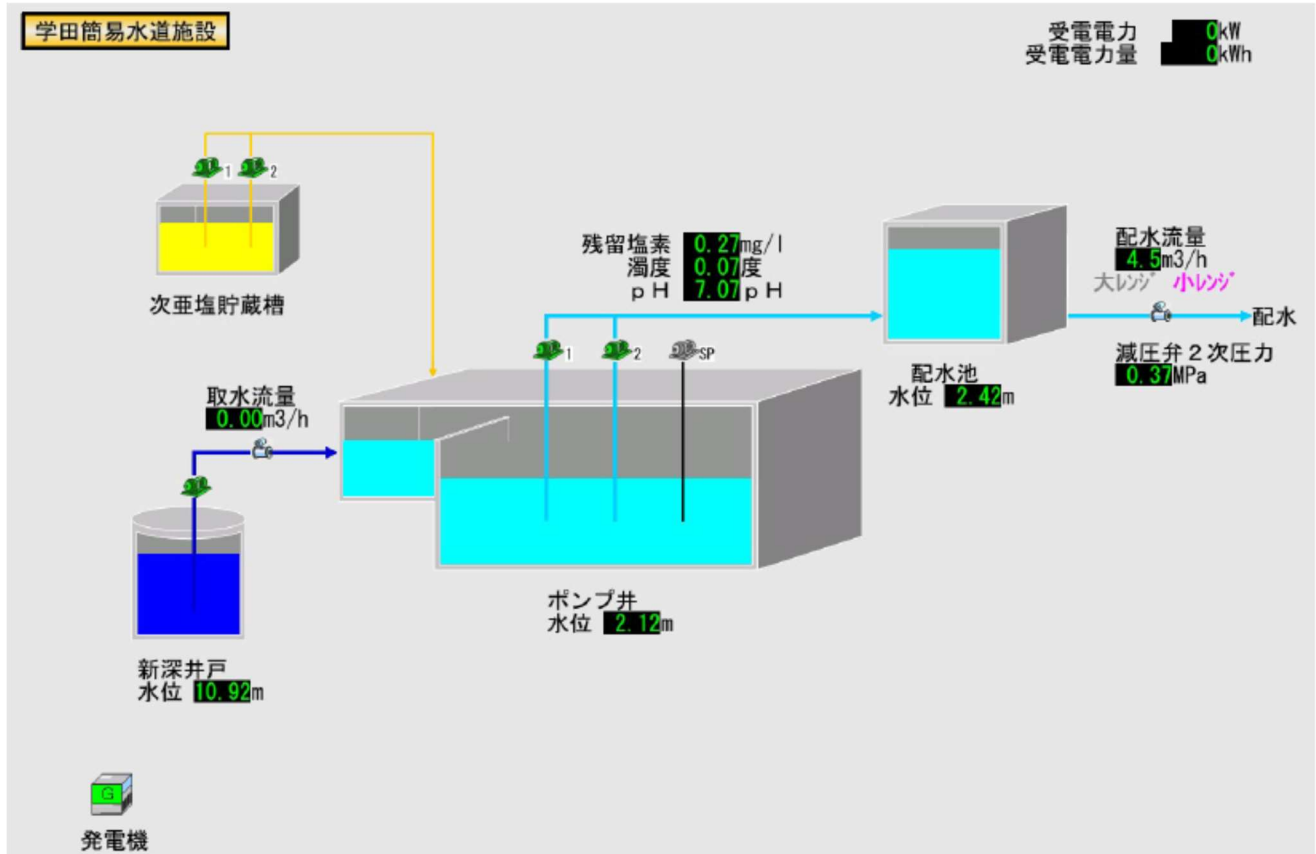 学田簡易水道施設
受電電力 0kW
受電電力量 0kWh
1 2
次亜塩貯蔵槽
残留塩素 0.27mg/l
濁度 0.07度
pH 7.07pH
配水流量
4.5m3/h
大レンジ 小レンジ
配水
減圧弁2次圧力
0.37MPa
1 2 SP
配水池
水位 2.42m
取水流量
0.00m3/h
ポンプ井
水位 2.12m
新深井戸
水位 10.92m
G
発電機